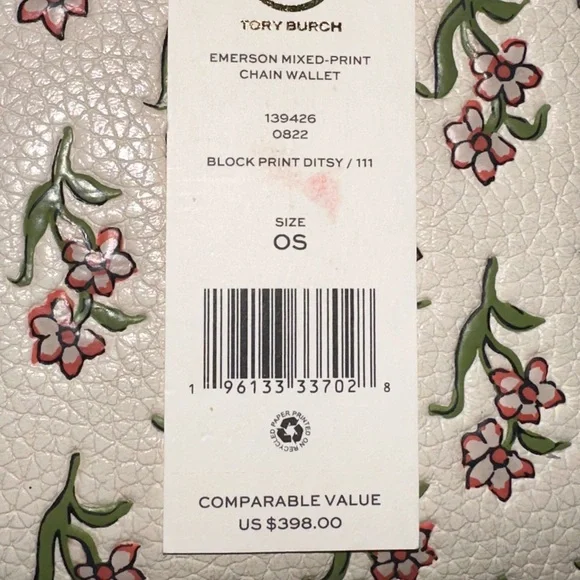 TORY BURCH
EMERSON MIXED-PRINT
CHAIN WALLET
139426
0822
BLOCK PRINT DITSY / 111
SIZE
OS
1 96133 33702 8
PRINTED ON RECYCLED PAPER
COMPARABLE VALUE
US $398.00